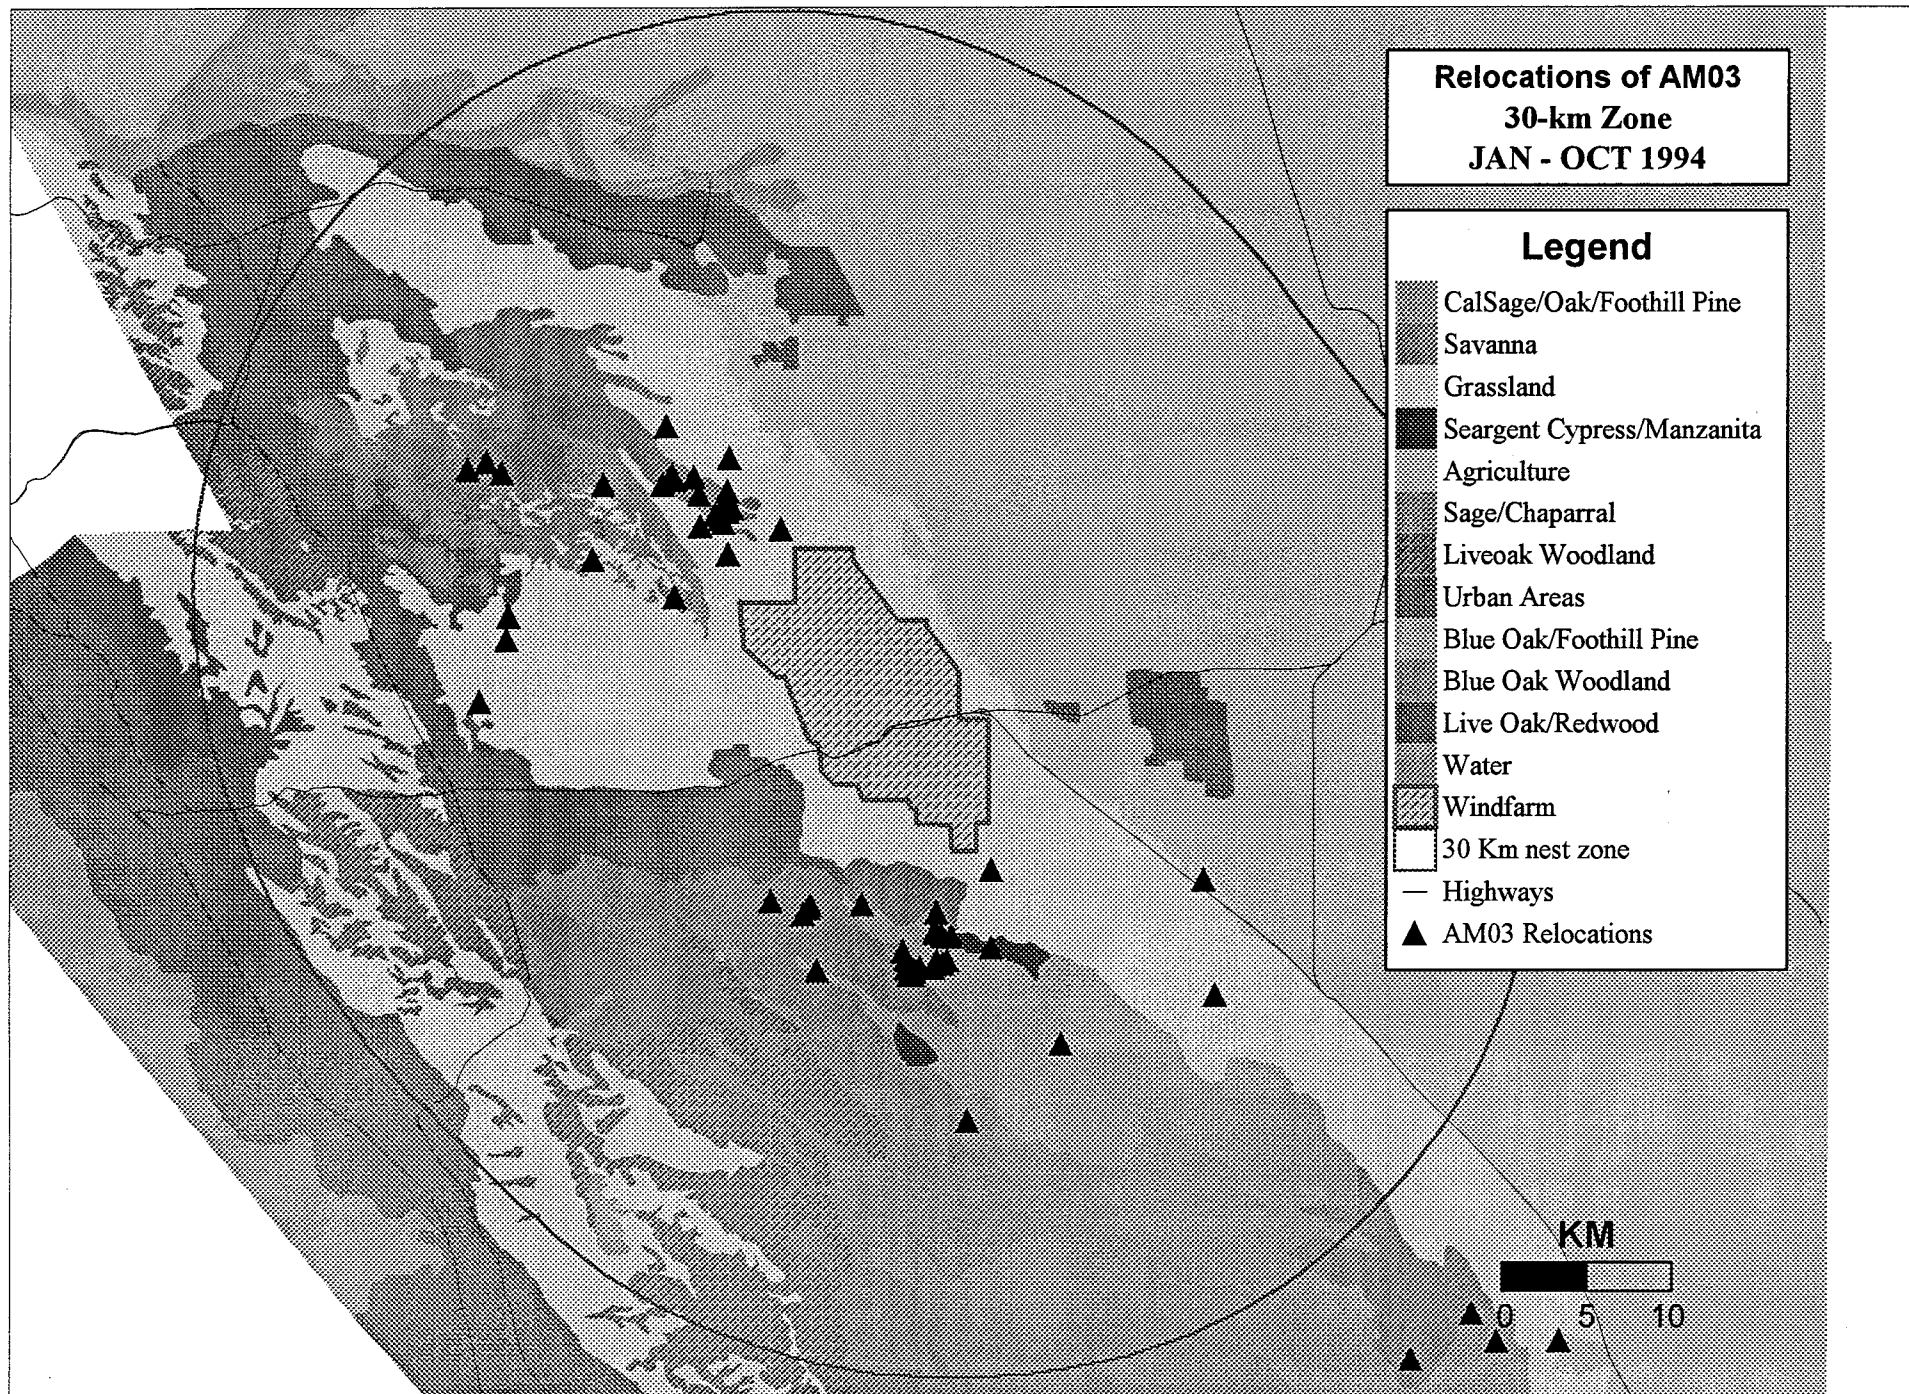 Relocations of AM03
30-km Zone
JAN - OCT 1994
Legend
CalSage/Oak/Foothill Pine
Savanna
Grassland
Seargent Cypress/Manzanita
Agriculture
Sage/Chaparral
Liveoak Woodland
Urban Areas
Blue Oak/Foothill Pine
Blue Oak Woodland
Live Oak/Redwood
Water
Windfarm
30 Km nest zone
Highways
AM03 Relocations
KM
0 5 10